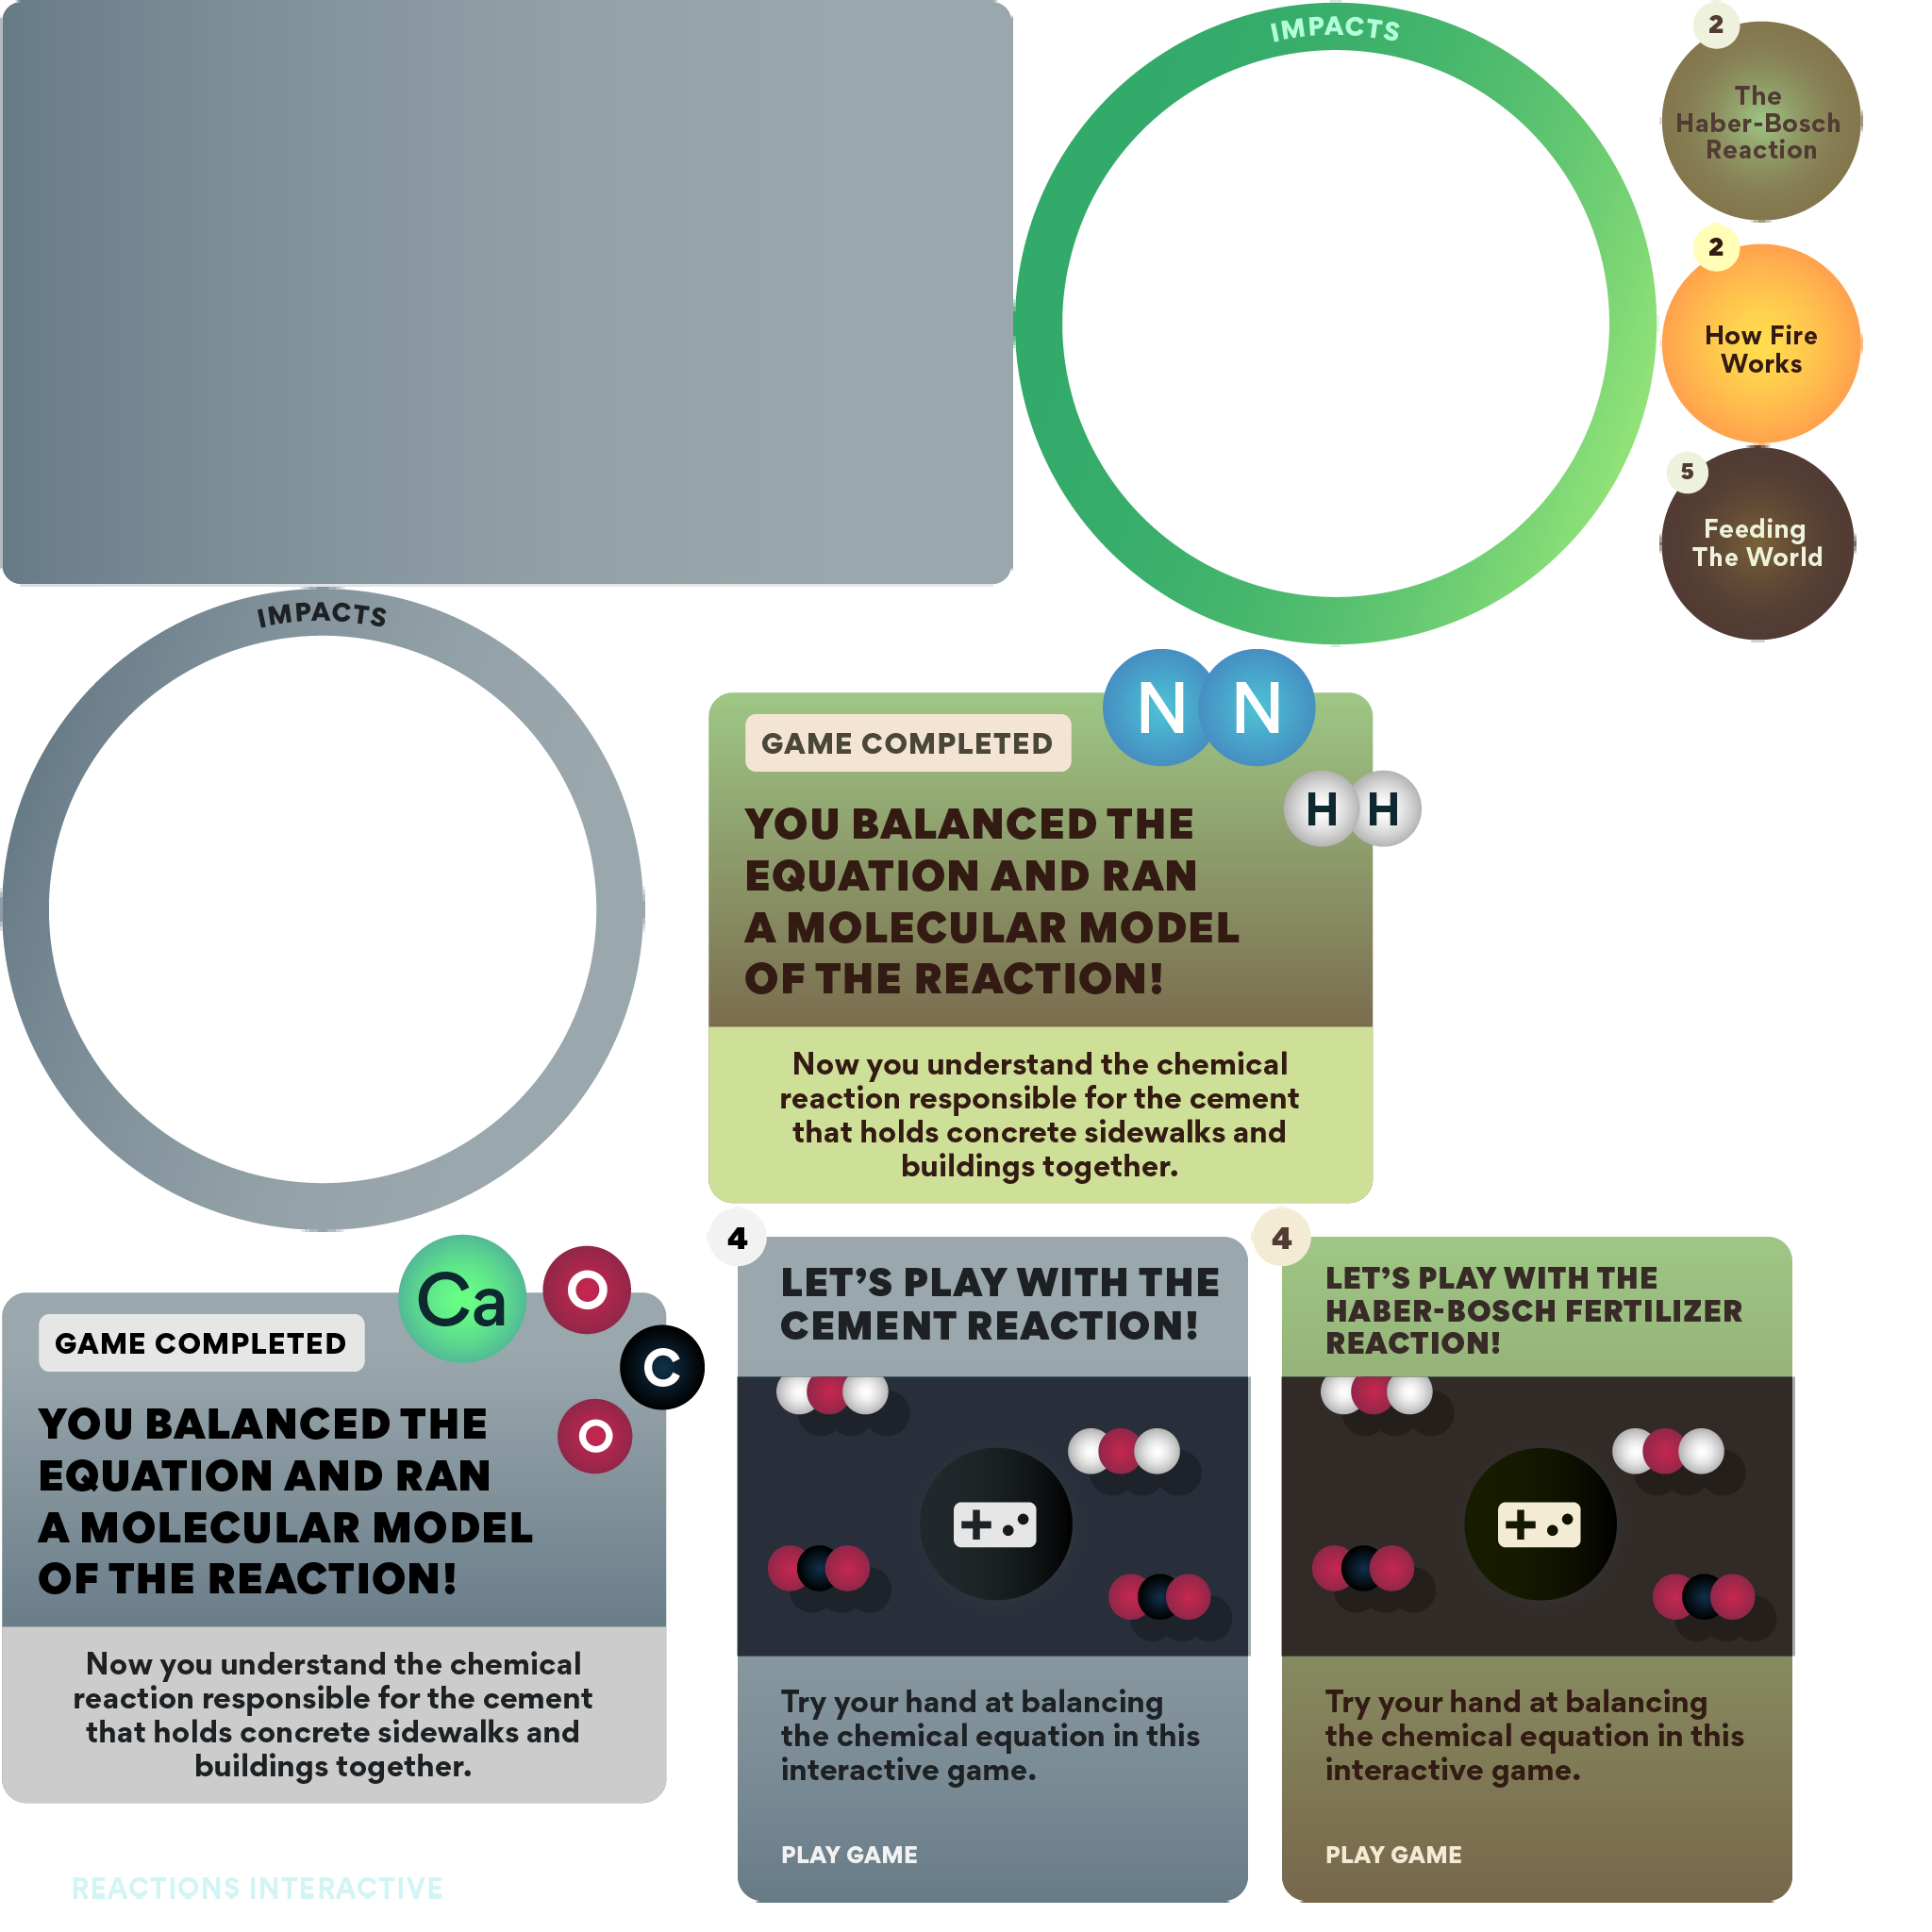 IMPACTS
2
The
Haber-Bosch
Reaction
2
How Fire
Works
5
Feeding
The World
IMPACTS
N N
GAME COMPLETED
H H
YOU BALANCED THE
EQUATION AND RAN
A MOLECULAR MODEL
OF THE REACTION!
Now you understand the chemical
reaction responsible for the cement
that holds concrete sidewalks and
buildings together.
Ca
O
GAME COMPLETED
C
O
YOU BALANCED THE
EQUATION AND RAN
A MOLECULAR MODEL
OF THE REACTION!
Now you understand the chemical
reaction responsible for the cement
that holds concrete sidewalks and
buildings together.
REACTIONS INTERACTIVE
4
LET’S PLAY WITH THE
CEMENT REACTION!
Try your hand at balancing
the chemical equation in this
interactive game.
PLAY GAME
4
LET’S PLAY WITH THE
HABER-BOSCH FERTILIZER
REACTION!
Try your hand at balancing
the chemical equation in this
interactive game.
PLAY GAME